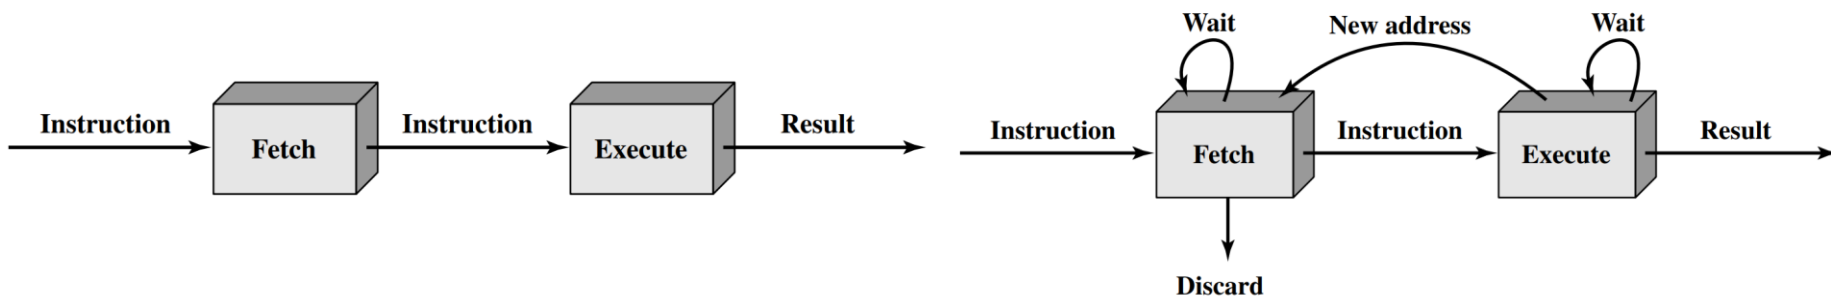 Instruction
Fetch
Instruction
Execute
Result
Wait
New address
Wait
Instruction
Fetch
Instruction
Execute
Result
Discard